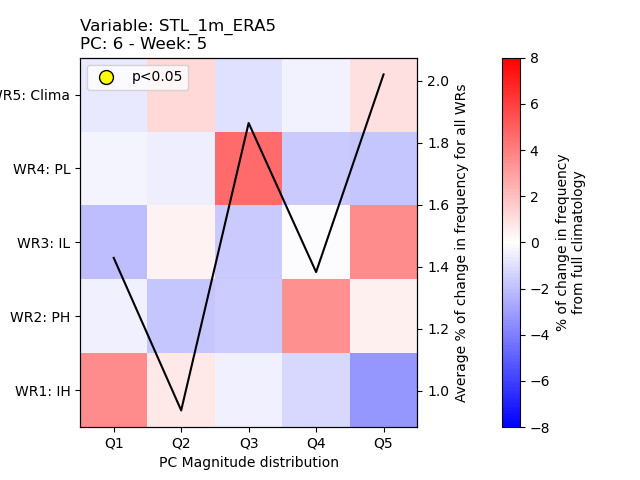 Variable: STL_1m_ERA5
PC: 6 - Week: 5
p<0.05
WR5: Clima
WR4: PL
WR3: IL
WR2: PH
WR1: IH
Q1 Q2 Q3 Q4 Q5
PC Magnitude distribution
2.0
1.8
1.6
1.4
1.2
1.0
Average % of change in frequency for all WRs
8
6
4
2
0
−2
−4
−6
−8
% of change in frequency
from full climatology